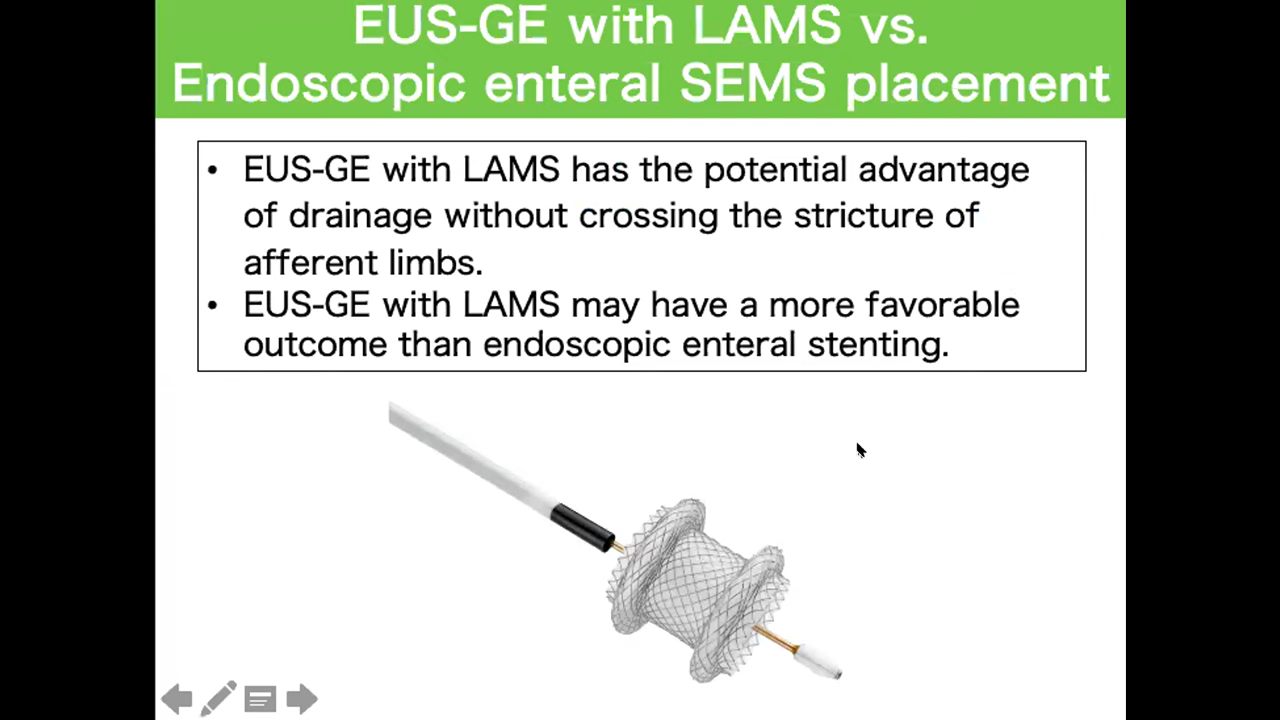 EUS-GE with LAMS vs.
Endoscopic enteral SEMS placement
• EUS-GE with LAMS has the potential advantage
of drainage without crossing the stricture of
afferent limbs.
• EUS-GE with LAMS may have a more favorable
outcome than endoscopic enteral stenting.